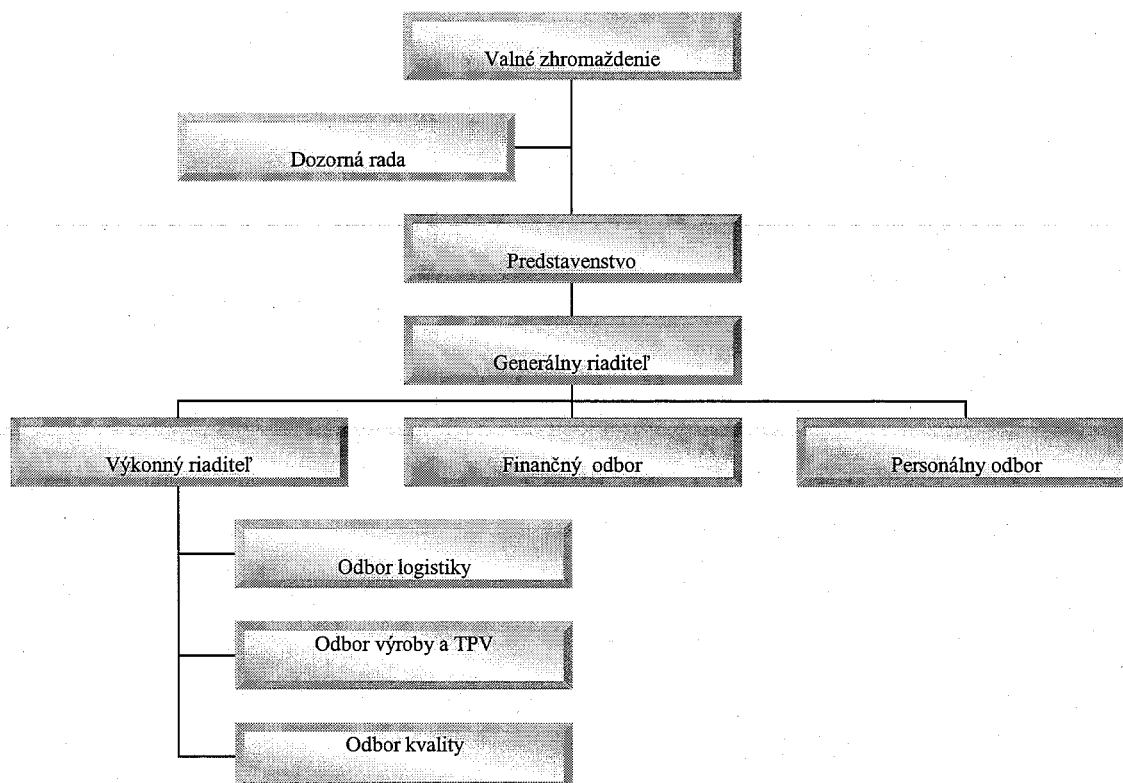 Valné zhromaždenie
Dozorná rada
Predstavenstvo
Generálny riaditeľ
Výkonný riaditeľ
Finančný odbor
Personálny odbor
Odbor logistiky
Odbor výroby a TPV
Odbor kvality